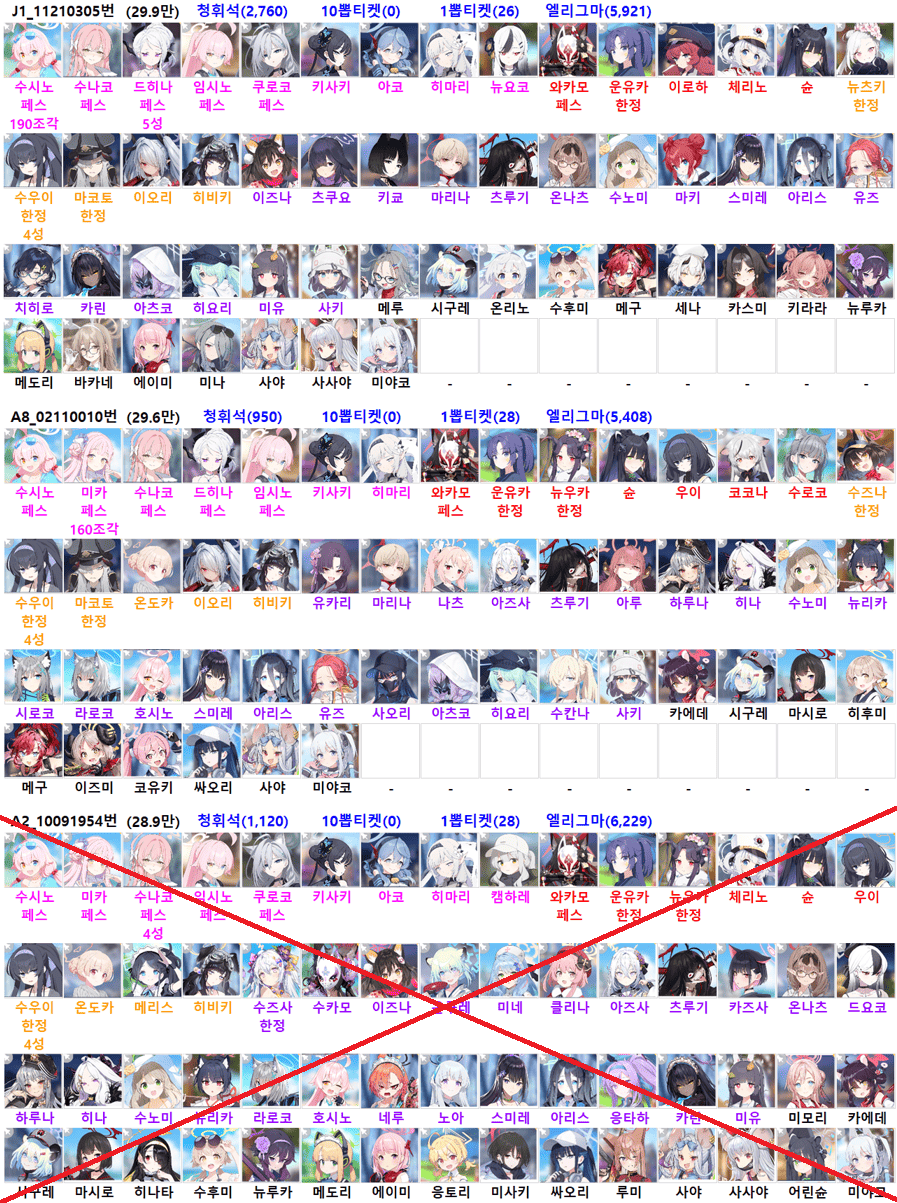 J1_11210305번 (29.9만) 청휘석(2,760) 10뽑티켓(0) 1뽑티켓(26) 엘리그마(5,921)
수시노 수나코 드히나 임시노 쿠로코 키사키 아코 히마리 뉴요코 와카모 운유카 이로하 체리노 슌 뉴츠키
페스 페스 페스 페스 페스 페스 한정 한정
190조각 5성
수우이 마코토 이오리 히비키 이즈나 츠쿠요 키쿄 마리나 츠루기 온나츠 수노미 마키 스미레 아리스 유즈
한정 한정
4성
치히로 카린 아츠코 히요리 미유 사키 메루 시구레 온리노 수후미 메구 세나 카스미 키라라 뉴루카
메도리 바카네 에이미 미나 사야 사사야 미야코 - - - - - - - -
A8_02110010번 (29.6만) 청휘석(950) 10뽑티켓(0) 1뽑티켓(28) 엘리그마(5,408)
수시노 미카 수나코 드히나 임시노 키사키 히마리 와카모 운유카 뉴우카 슌 우이 코코나 수로코 수즈나
페스 페스 페스 페스 페스 페스 한정 한정 한정
160조각
수우이 마코토 온도카 이오리 히비키 유카리 마리나 나츠 아즈사 츠루기 아루 하루나 히나 수노미 뉴리카
한정 한정
4성
시로코 라로코 호시노 스미레 아리스 유즈 사오리 아츠코 히요리 수칸나 사키 카에데 시구레 마시로 히후미
메구 이즈미 코유키 싸오리 사야 미야코 - - - - - - - - -
A2_10091954번 (28.9만) 청휘석(1,120) 10뽑티켓(0) 1뽑티켓(28) 엘리그마(6,229)
수시노 미카 수나코 임시노 쿠로코 키사키 아코 히마리 캠하레 와카모 운유카 뉴우카 체리노 슌 우이
페스 페스 페스 페스 페스 페스 한정 한정
4성
수우이 온도카 메리스 히비키 수즈사 수카모 이즈나 미네 클리나 아즈사 츠루기 카즈사 온나츠 드요코
한정 한정
4성
하루나 히나 수노미 뉴리카 라로코 호시노 네루 노아 스미레 아리스 응타하 카린 미유 미모리 카에데
시구레 마시로 히나타 수후미 뉴루카 메도리 에이미 응토리 미사키 싸오리 루미 사야 사사야 어린슌 미야코